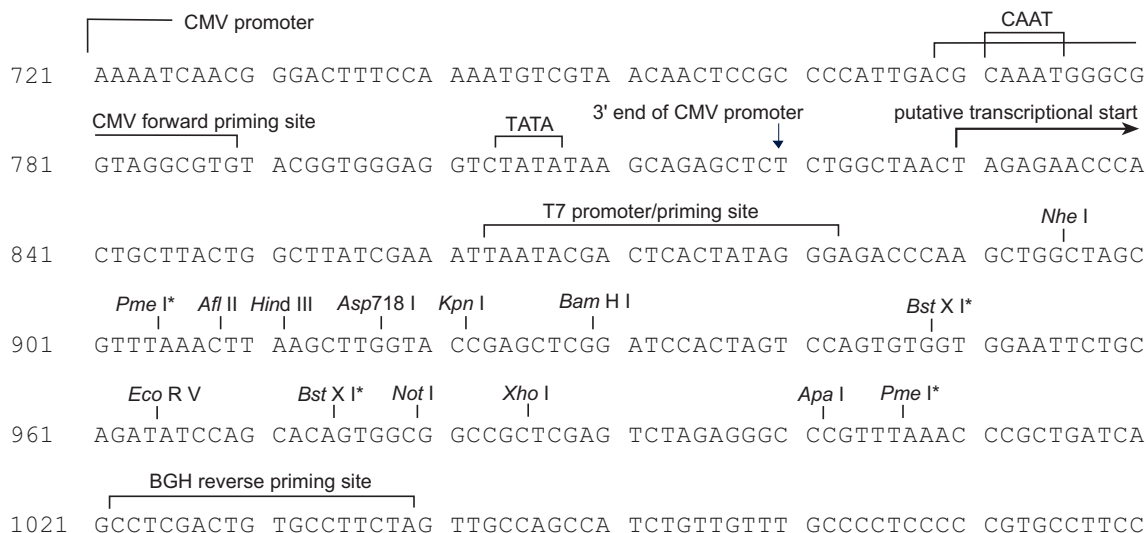 CMV promoter CAAT
721 AAAATCAACG GGACTTTCCA AAATGTCGTA ACAACTCCGC CCCATTGACG CAAATGGGCG
CMV forward priming site TATA 3' end of CMV promoter putative transcriptional start
781 GTAGGCGTGT ACGGTGGGAG GTCTATATAA GCAGAGCTCT CTGGCTAACT AGAGAACCCA
T7 promoter/priming site Nhe I
841 CTGCTTACTG GCTTATCGAA ATTAATACGA CTCACTATAG GGAGACCCAA GCTGGCTAGC
Pme I* Afl II Hind III Asp718 I Kpn I Bam H I Bst X I*
901 GTTTAAACTT AAGCTTGGTA CCGAGCTCGG ATCCACTAGT CCAGTGTGGT GGAATTCTGC
Eco R V Bst X I* Not I Xho I Apa I Pme I*
961 AGATATCCAG CACAGTGGCG GCCGCTCGAG TCTAGAGGGC CCGTTTAAAC CCGCTGATCA
BGH reverse priming site
1021 GCCTCGACTG TGCCTTCTAG TTGCCAGCCA TCTGTTGTTT GCCCCTCCCC CGTGCCTTCC